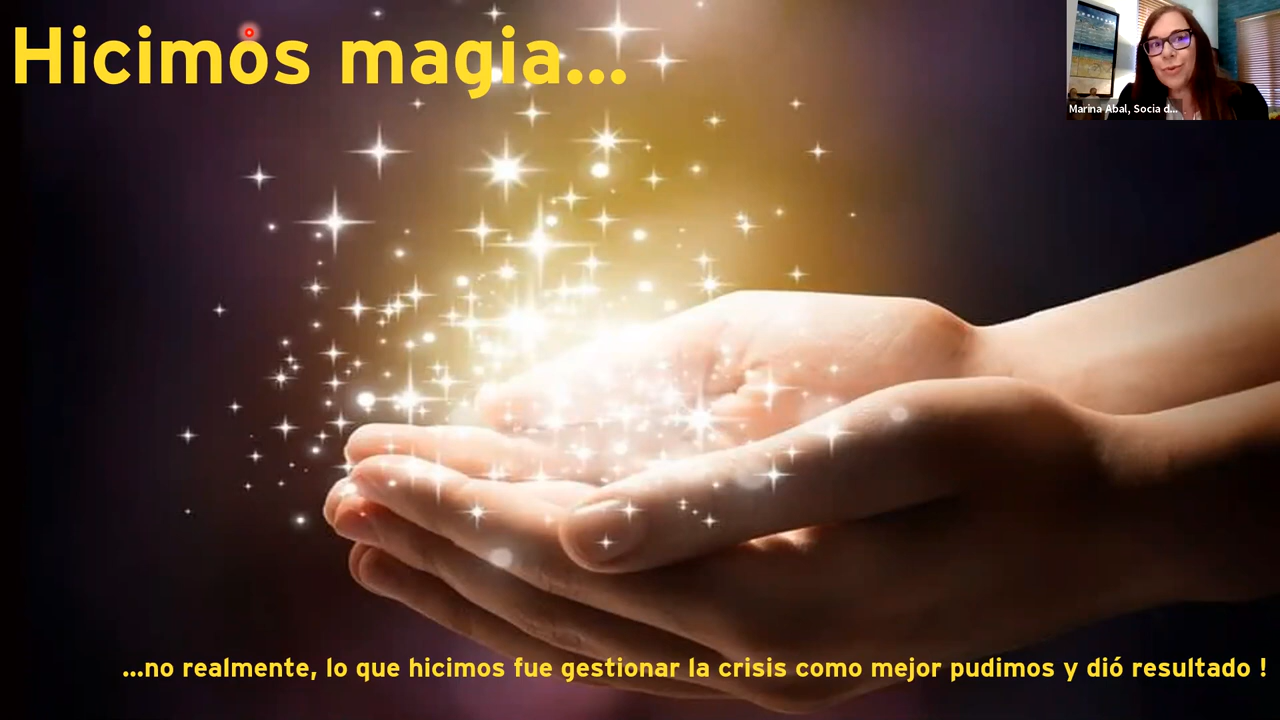 Hicimos magia...
Marina Abal, Socia d...
...no realmente, lo que hicimos fue gestionar la crisis como mejor pudimos y dió resultado !